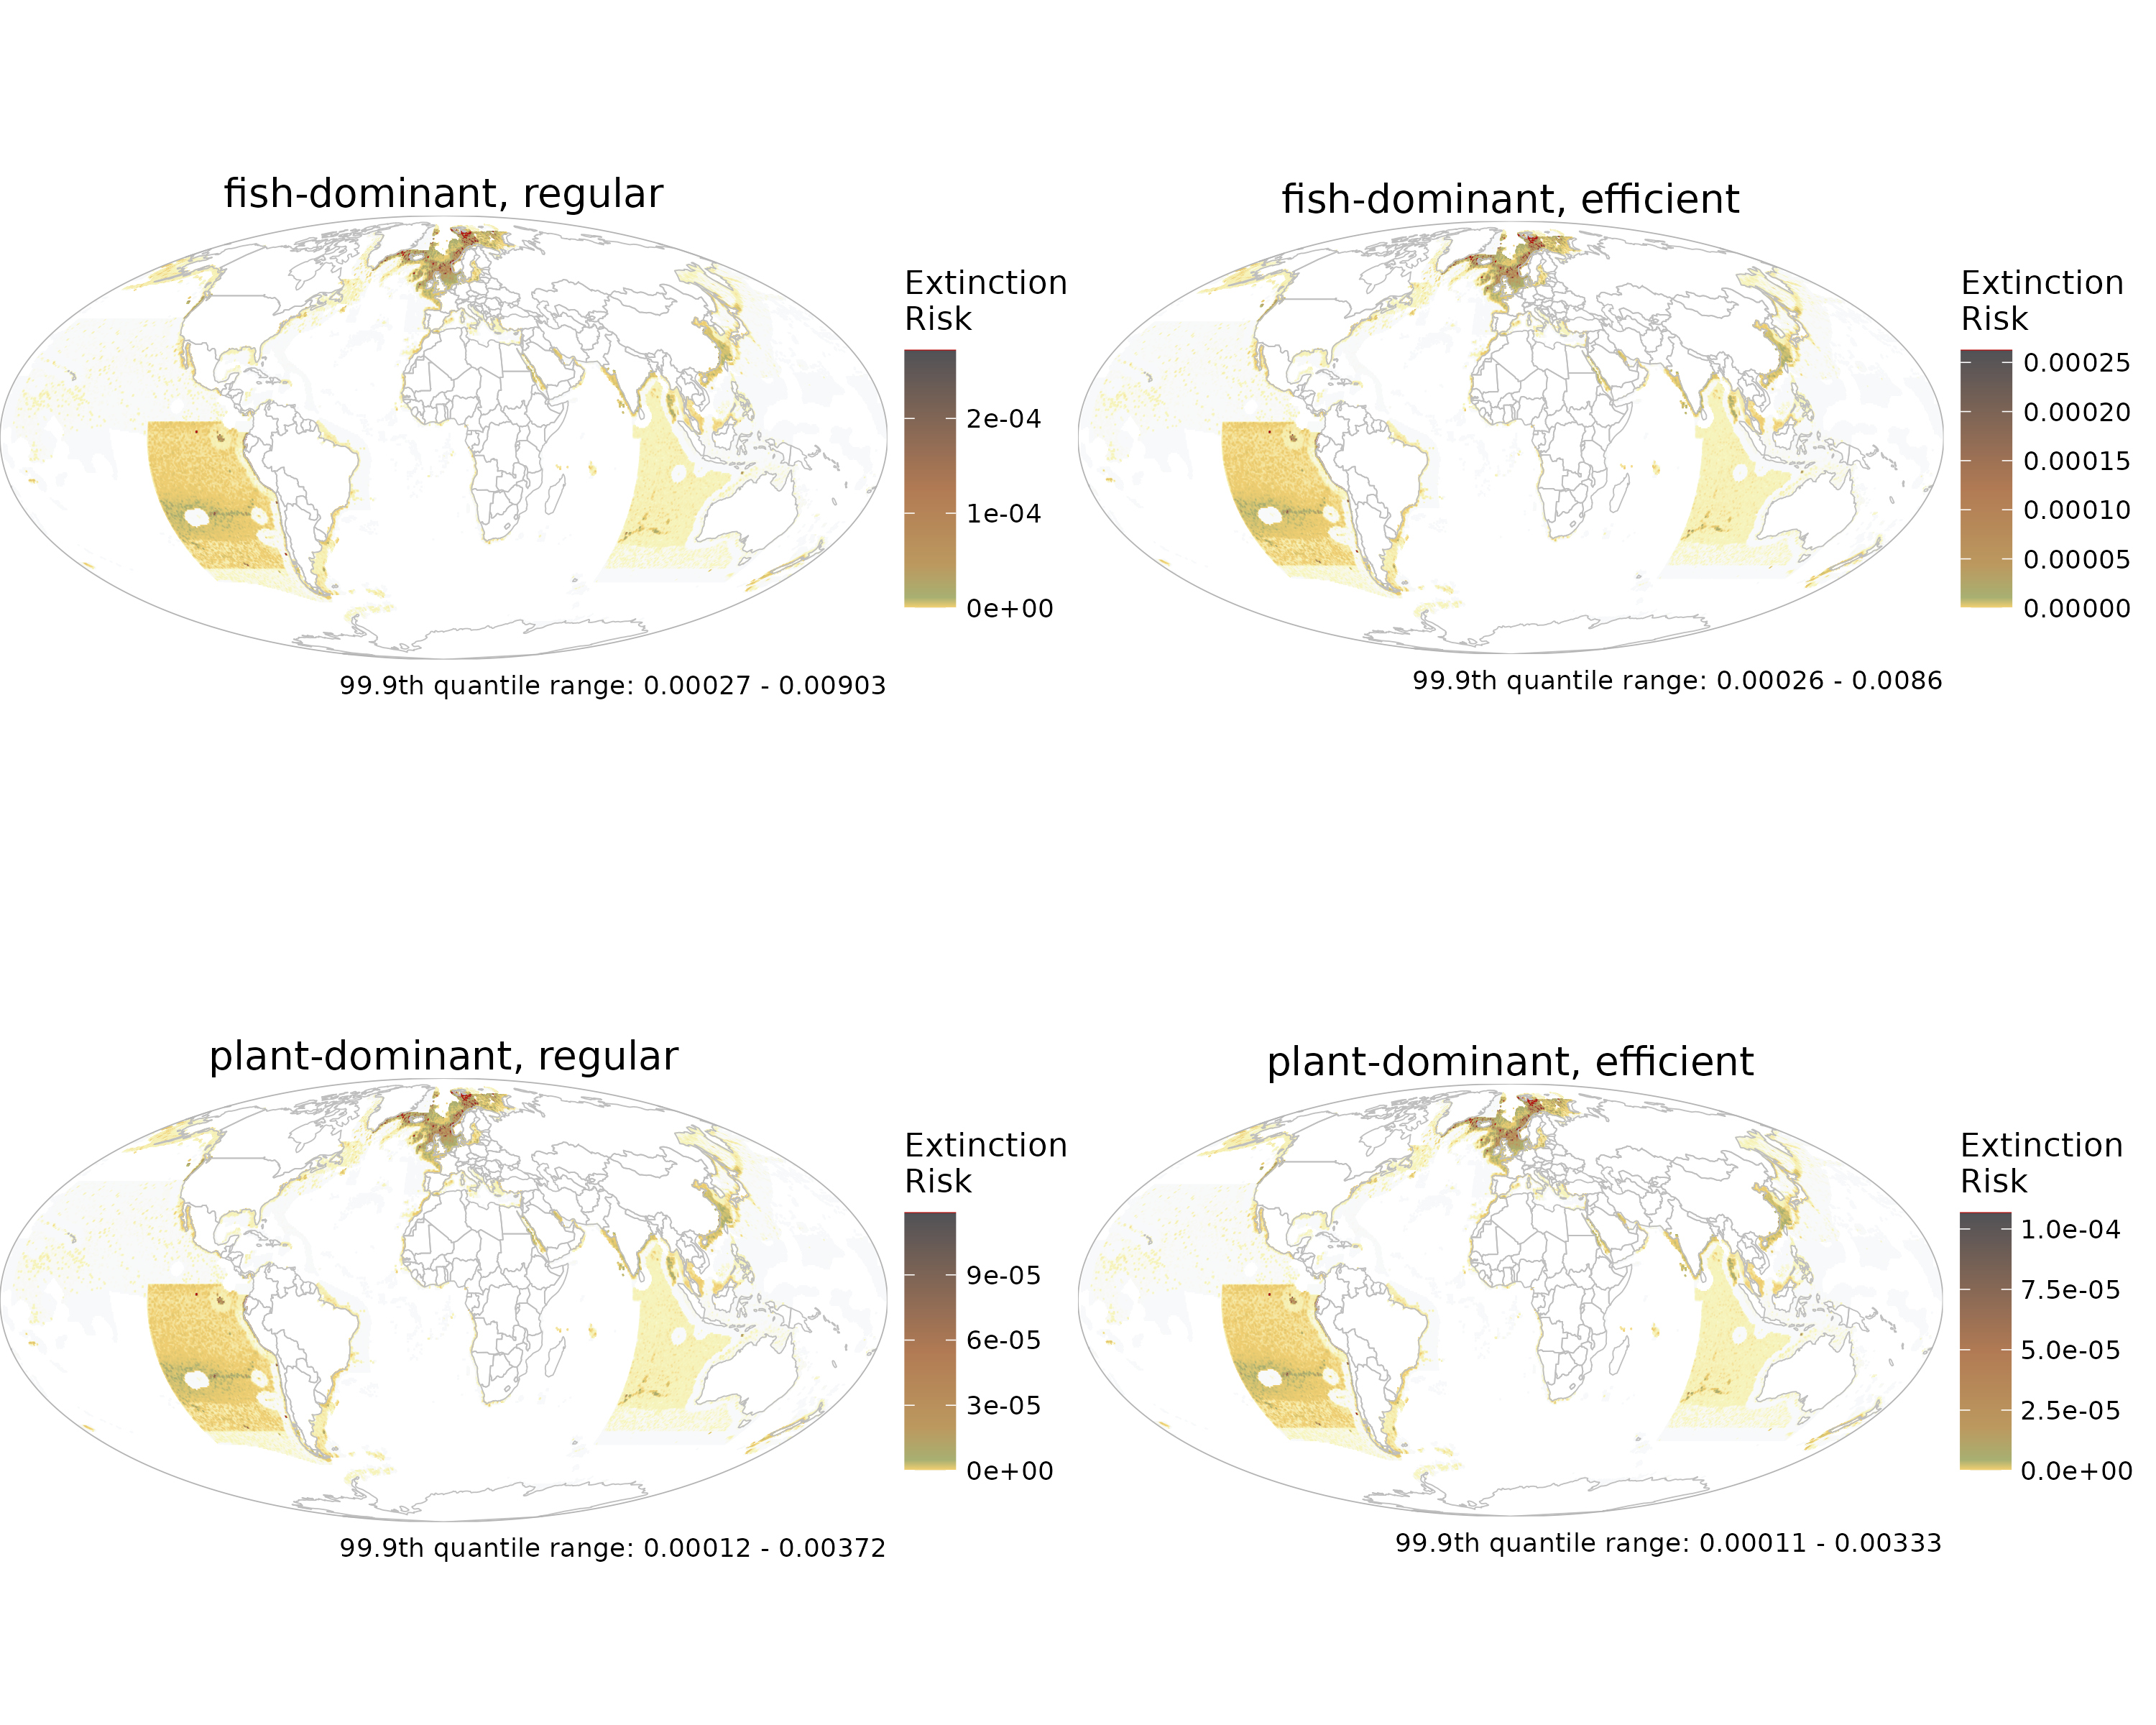 fish-dominant, regular
Extinction
Risk
2e-04
1e-04
0e+00
99.9th quantile range: 0.00027 - 0.00903
fish-dominant, efficient
Extinction
Risk
0.00025
0.00020
0.00015
0.00010
0.00005
0.00000
99.9th quantile range: 0.00026 - 0.0086
plant-dominant, regular
Extinction
Risk
9e-05
6e-05
3e-05
0e+00
99.9th quantile range: 0.00012 - 0.00372
plant-dominant, efficient
Extinction
Risk
1.0e-04
7.5e-05
5.0e-05
2.5e-05
0.0e+00
99.9th quantile range: 0.00011 - 0.00333